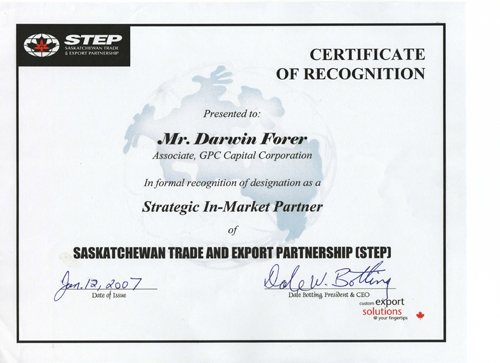 STEP
SASKATCHEWAN TRADE
& EXPORT PARTNERSHIP
CERTIFICATE
OF RECOGNITION
Presented to:
Mr. Darwin Forer
Associate, GPC Capital Corporation
In formal recognition of designation as a
Strategic In-Market Partner
of
SASKATCHEWAN TRADE AND EXPORT PARTNERSHIP (STEP)
Jan. 12, 2007
Date of Issue
Dale W. Botting
Dale Botting, President & CEO
custom export
solutions
@ your fingertips